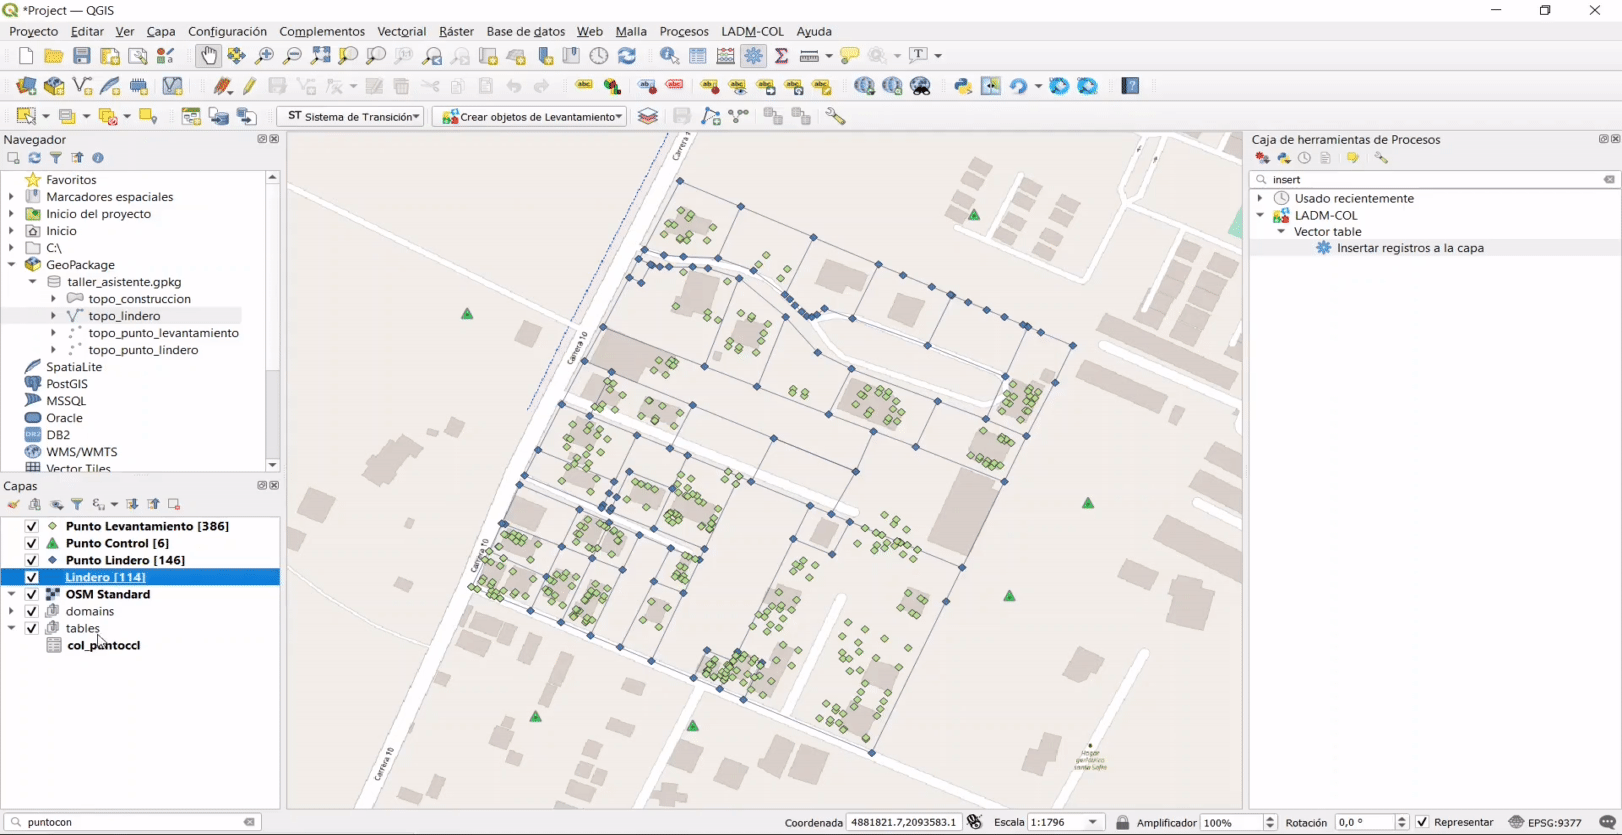 *Project — QGIS
Proyecto Editar Ver Capa Configuración Complementos Vectorial Ráster Base de datos Web Malla Procesos LADM-COL Ayuda
ST Sistema de Transición Crear objetos de Levantamiento
Navegador
Favoritos
Marcadores espaciales
Inicio del proyecto
Inicio
C:\
GeoPackage
taller_asistente.gpkg
topo_construccion
topo_lindero
topo_punto_levantamiento
topo_punto_lindero
SpatiaLite
PostGIS
MSSQL
Oracle
DB2
WMS/WMTS
Vector Tiles
Capas
Punto Levantamiento [386]
Punto Control [6]
Punto Lindero [146]
Lindero [114]
OSM Standard
domains
tables
col_puntoccl
puntocon
Carrera 10
Carrera 10
Carrera 10
Hogar
geriátrico
Caja de herramientas de Procesos
insert
Usado recientemente
LADM-COL
Vector table
Insertar registros a la capa
Coordenada 4881821.7,2093583.1 Escala 1:1796 Amplificador 100% Rotación 0,0 ° Representar EPSG:9377